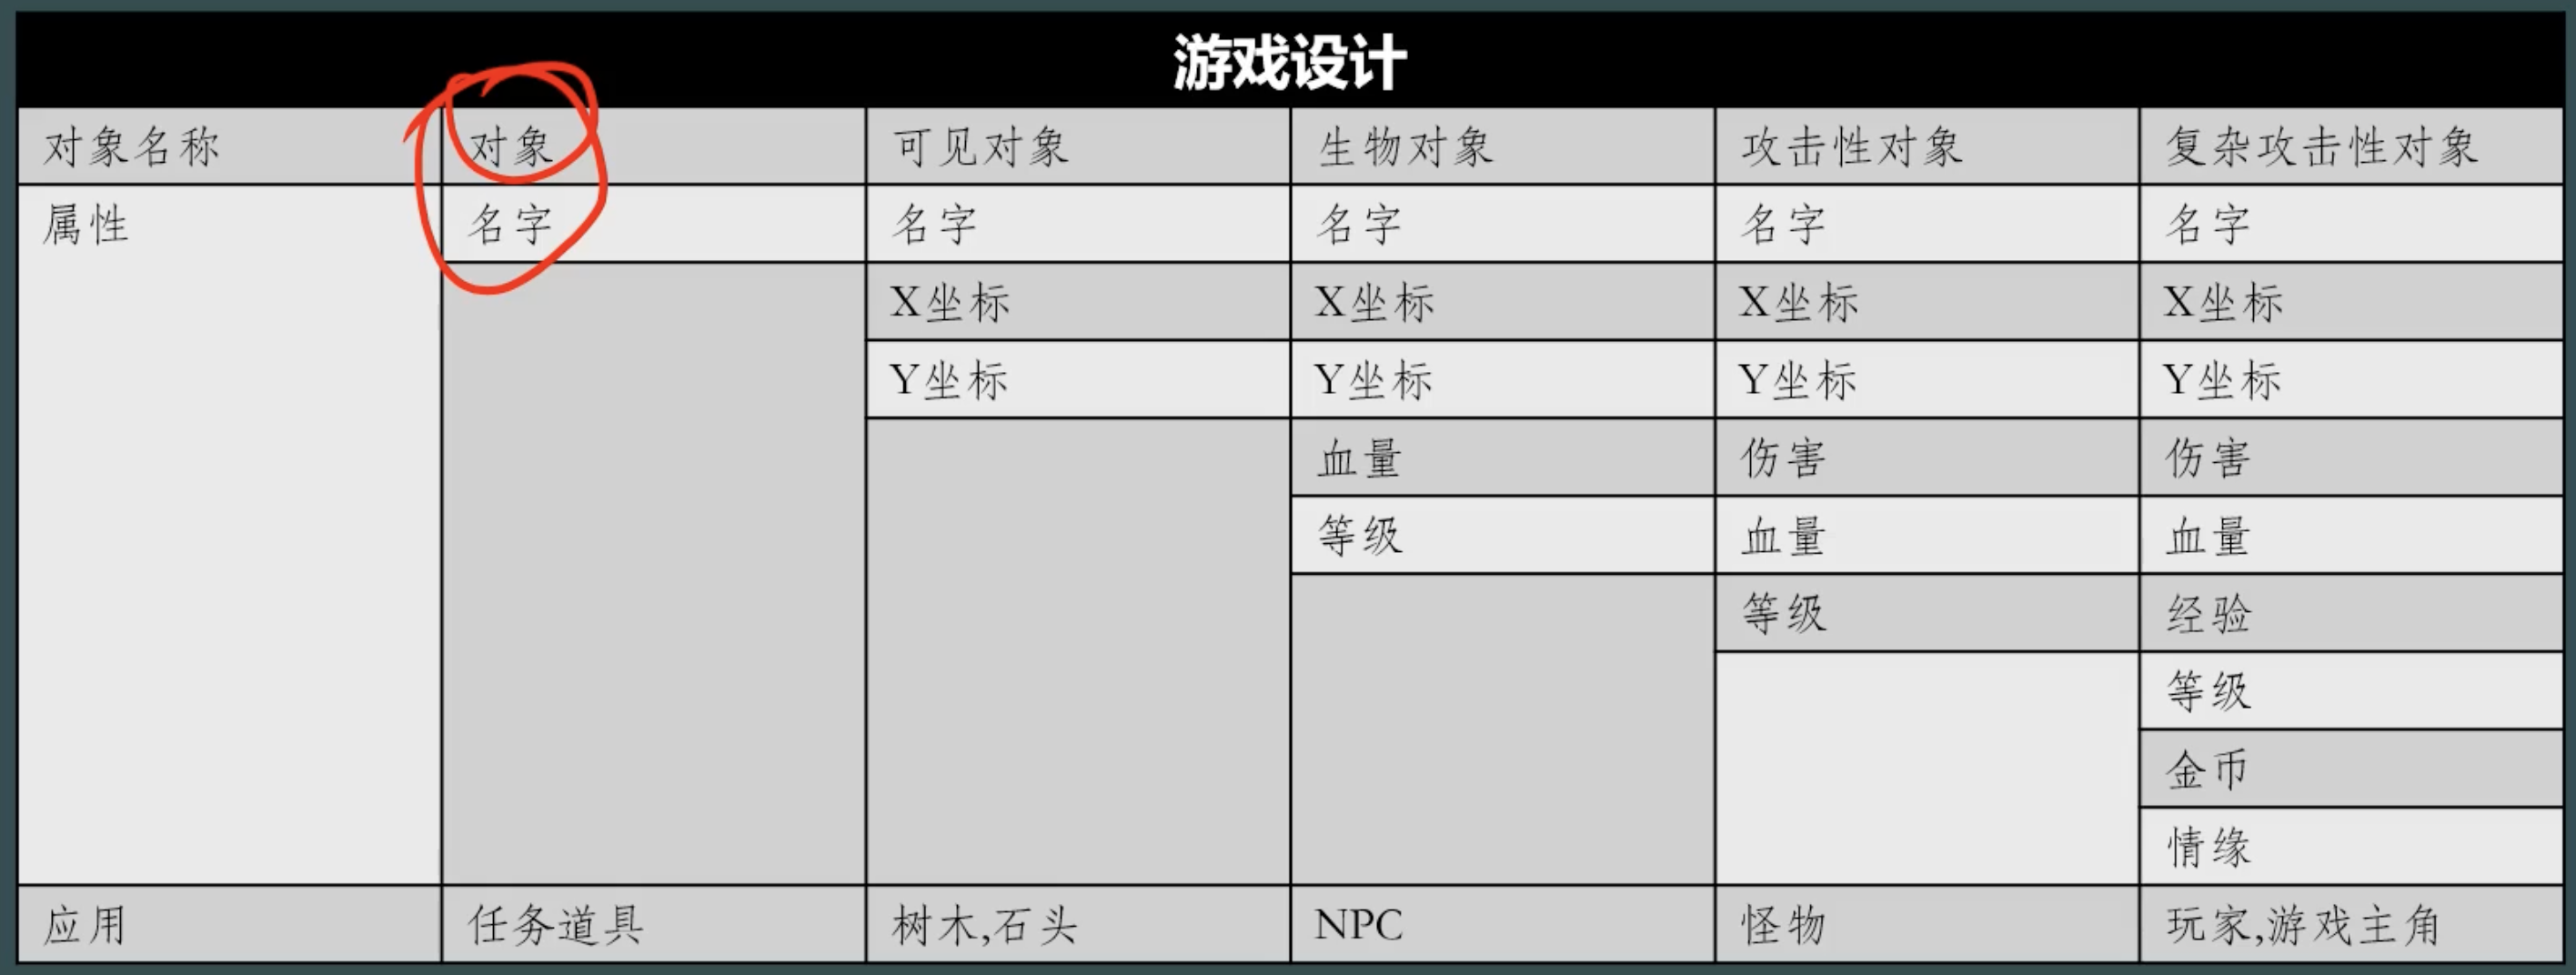 游戏设计
对象名称 对象 可见对象 生物对象 攻击性对象 复杂攻击性对象
属性 名字 名字 名字 名字 名字
X坐标 X坐标 X坐标 X坐标
Y坐标 Y坐标 Y坐标 Y坐标
血量 伤害 伤害
等级 血量 血量
等级 经验
等级
金币
情缘
应用 任务道具 树木,石头 NPC 怪物 玩家,游戏主角